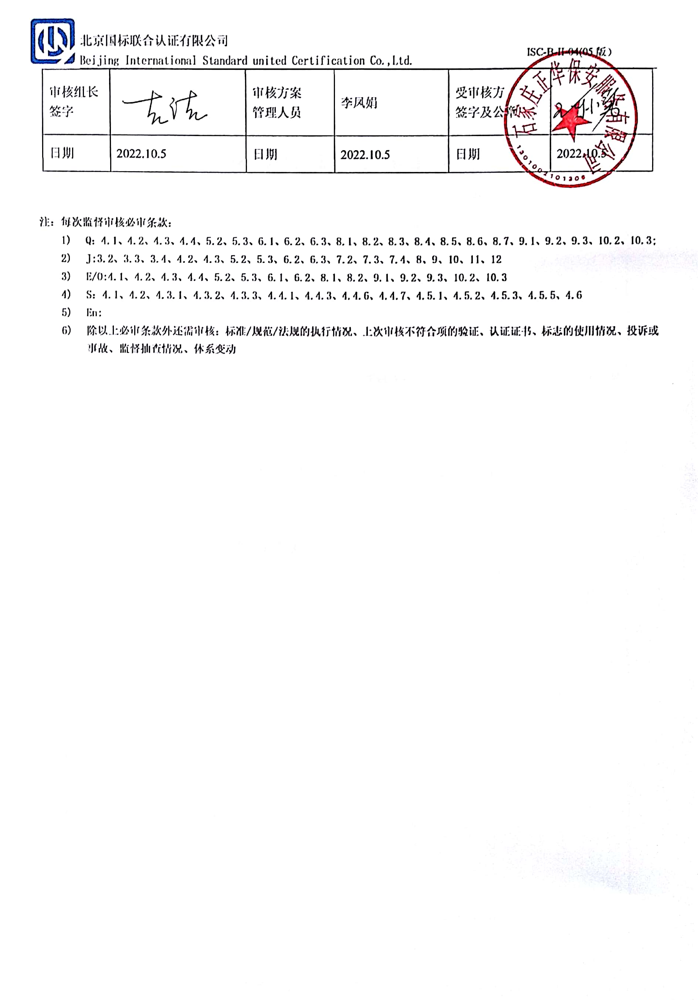 北京国标联合认证有限公司
Beijing International Standard united Certification Co.,Ltd.
ISC-B-II-04(05版)
审核组长
签字
审核方案
管理人员
李凤娟
受审核方
签字及公章
日期
2022.10.5
日期
2022.10.5
日期
2022.10.5
石家庄正华保安服务有限公司
注：每次监督审核必审条款：
1) Q：4.1、4.2、4.3、4.4、5.2、5.3、6.1、6.2、6.3、8.1、8.2、8.3、8.4、8.5、8.6、8.7、9.1、9.2、9.3、10.2、10.3；
2) J:3.2、3.3、3.4、4.2、4.3、5.2、5.3、6.2、6.3、7.2、7.3、7.4、8、9、10、11、12
3) E/O:4.1、4.2、4.3、4.4、5.2、5.3、6.1、6.2、8.1、8.2、9.1、9.2、9.3、10.2、10.3
4) S：4.1、4.2、4.3.1、4.3.2、4.3.3、4.4.1、4.4.3、4.4.6、4.4.7、4.5.1、4.5.2、4.5.3、4.5.5、4.6
5) En：
6) 除以上必审条款外还需审核：标准/规范/法规的执行情况、上次审核不符合项的验证、认证证书、标志的使用情况、投诉或
事故、监督抽查情况、体系变动